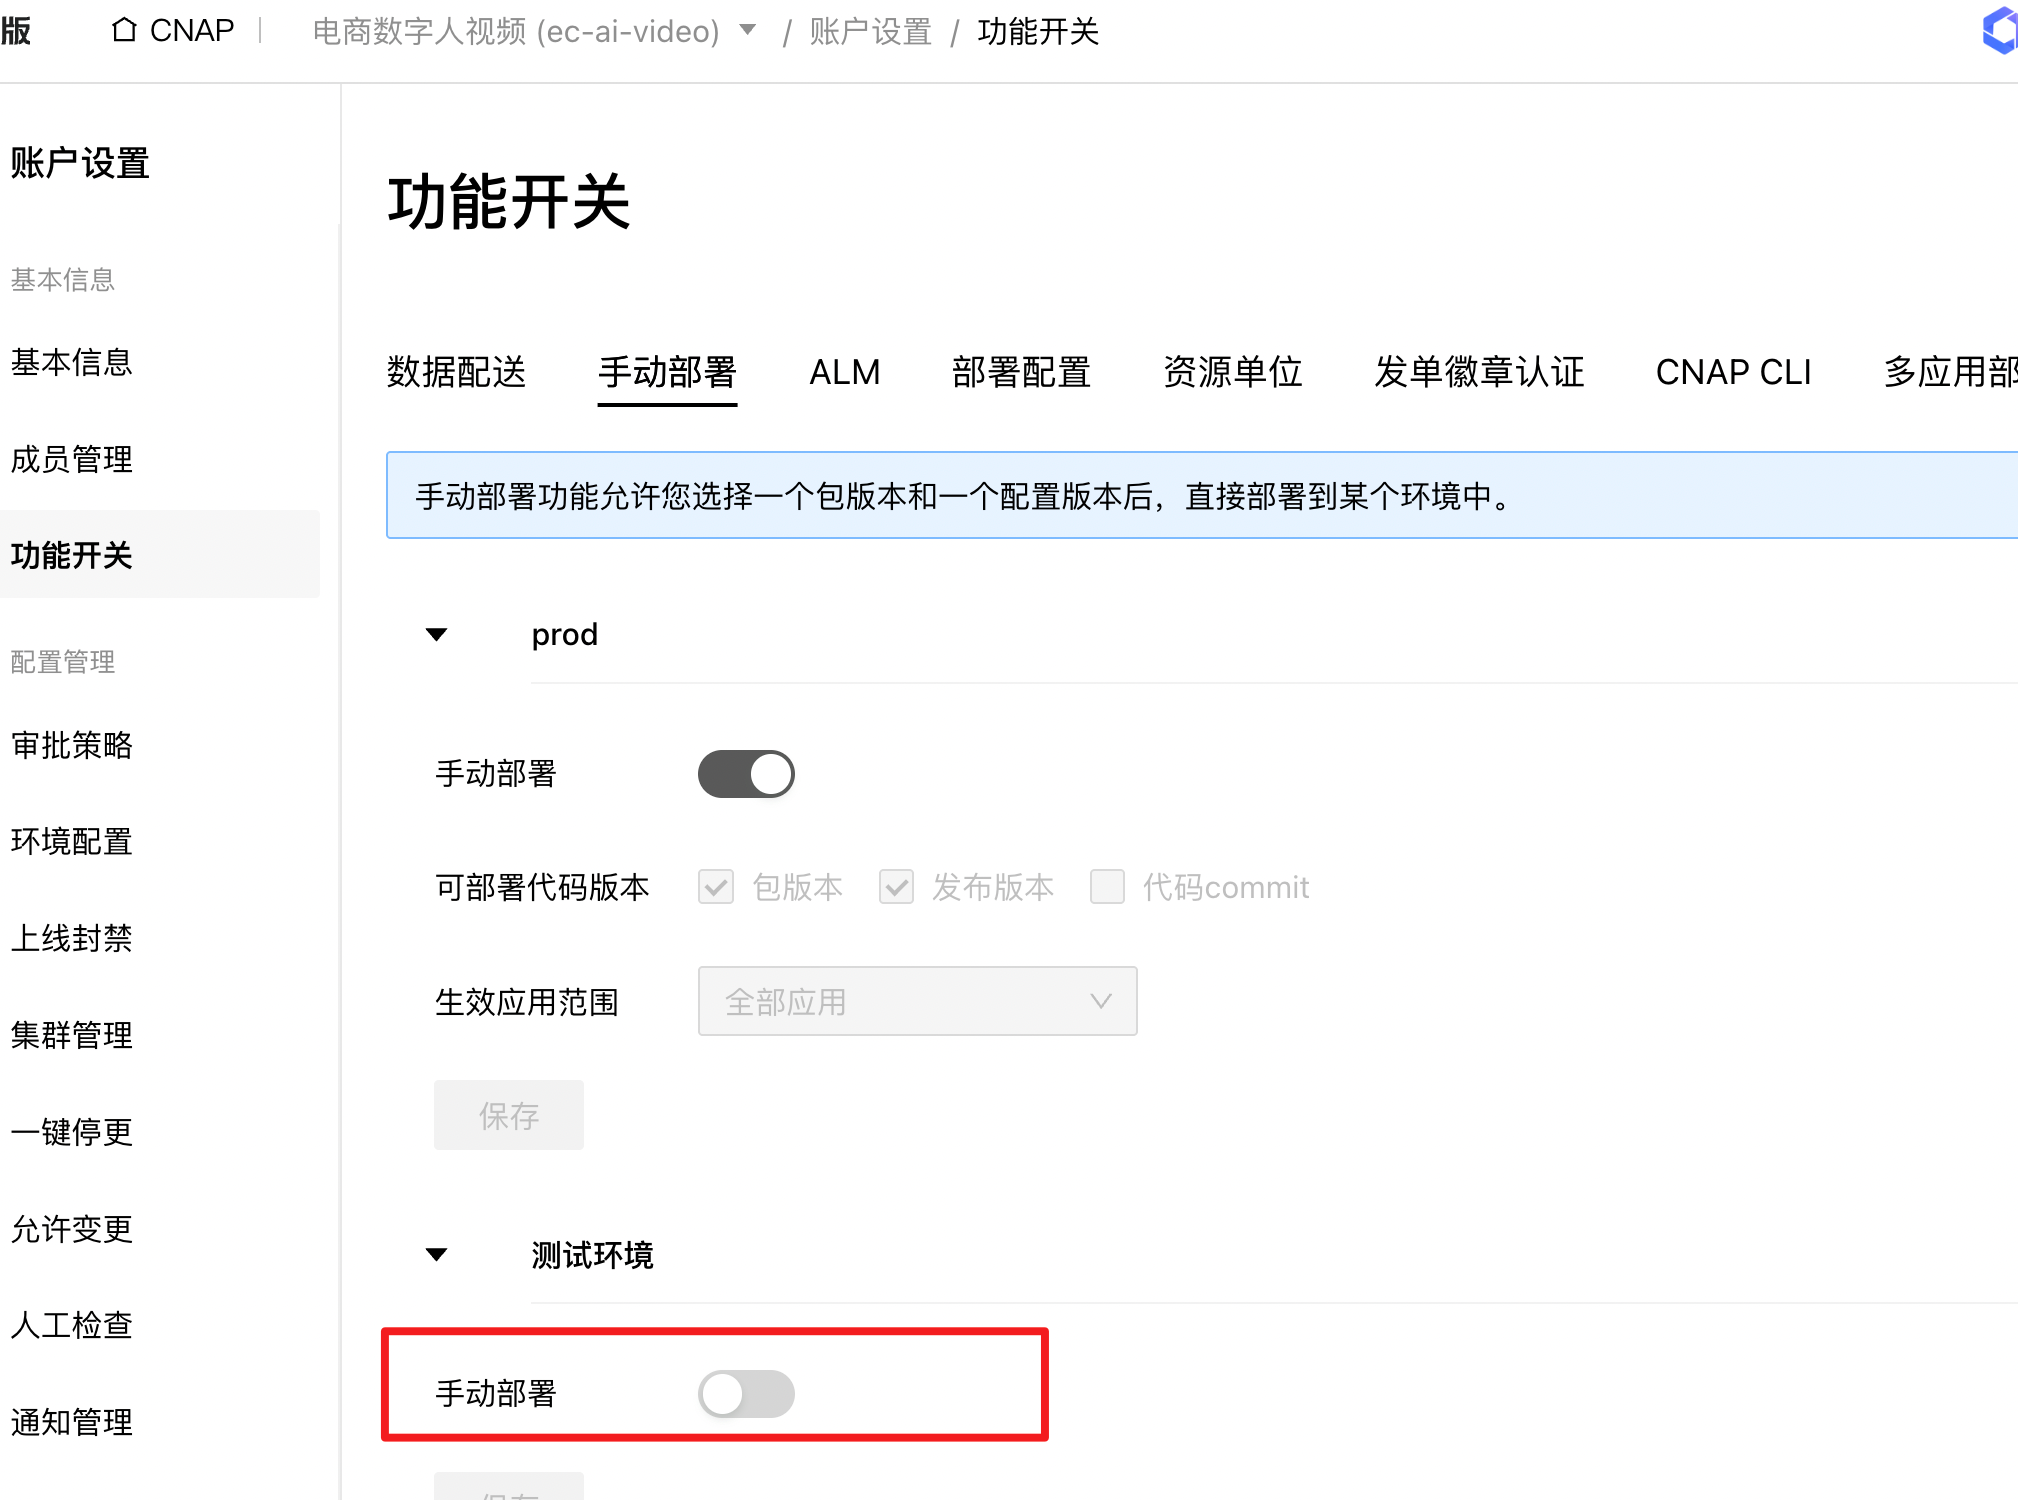 版 CNAP 电商数字人视频 (ec-ai-video) / 账户设置 / 功能开关
账户设置
基本信息
基本信息
成员管理
功能开关
配置管理
审批策略
环境配置
上线封禁
集群管理
一键停更
允许变更
人工检查
通知管理
功能开关
数据配送 手动部署 ALM 部署配置 资源单位 发单徽章认证 CNAP CLI 多应用部
手动部署功能允许您选择一个包版本和一个配置版本后，直接部署到某个环境中。
prod
手动部署
可部署代码版本 包版本 发布版本 代码commit
生效应用范围 全部应用
保存
测试环境
手动部署
保存